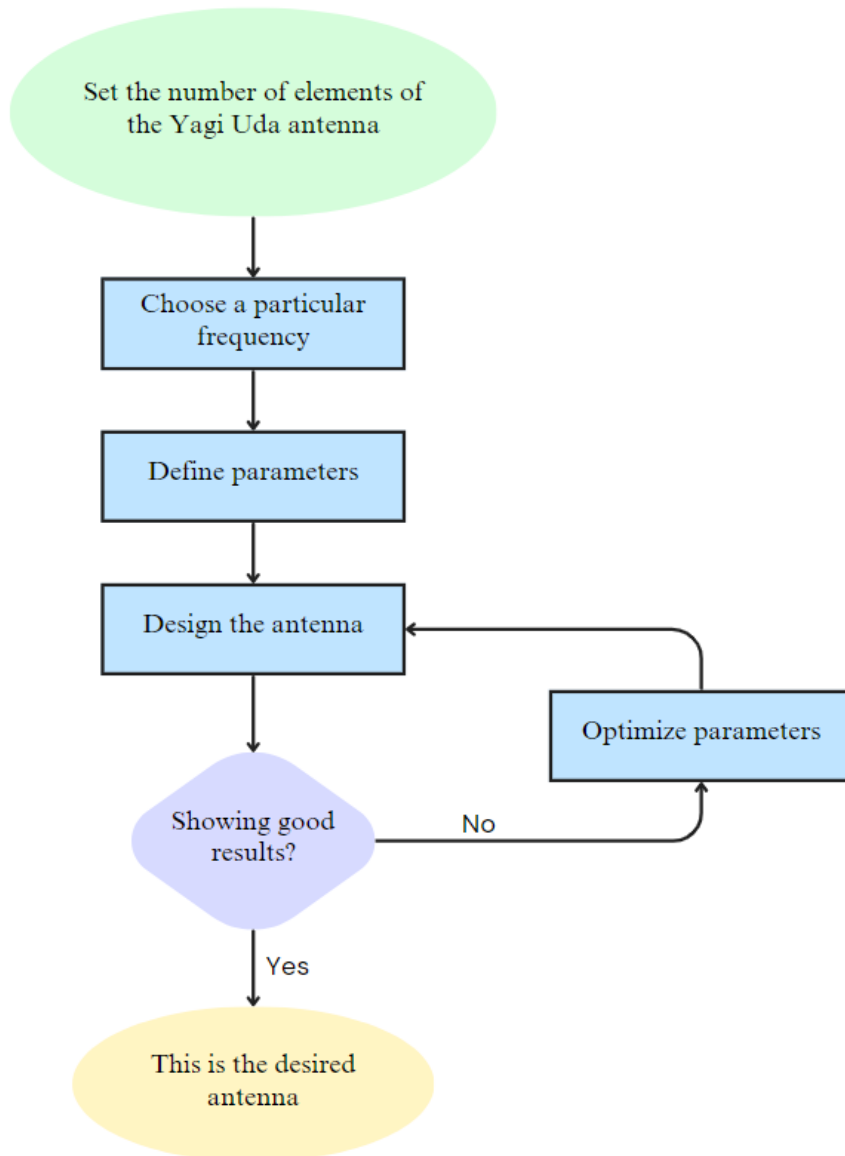 Set the number of elements of
the Yagi Uda antenna
Choose a particular
frequency
Define parameters
Design the antenna
Optimize parameters
Showing good
results?
No
Yes
This is the desired
antenna